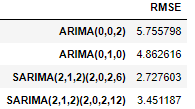 RMSE
ARIMA(0,0,2) 5.755798
ARIMA(0,1,0) 4.862616
SARIMA(2,1,2)(2,0,2,6) 2.727603
SARIMA(2,1,2)(2,0,2,12) 3.451187